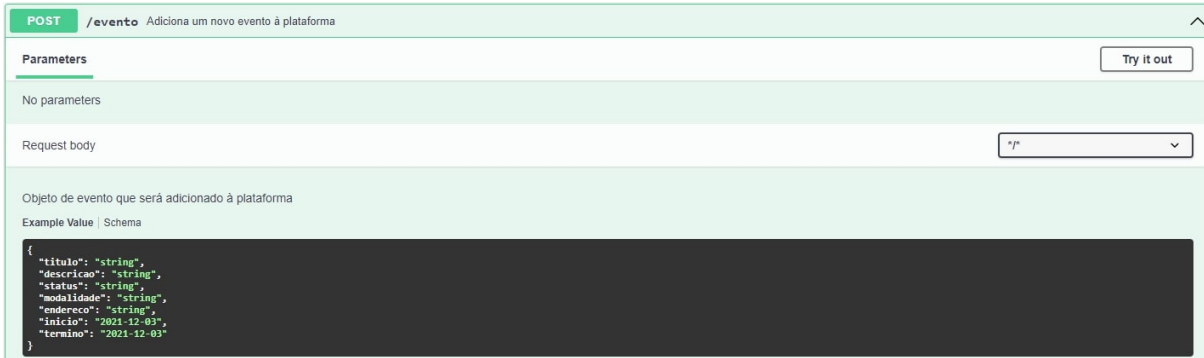 POST /evento Adiciona um novo evento à plataforma
Parameters
Try it out
No parameters
Request body
*/*
Objeto de evento que será adicionado à plataforma
Example Value | Schema
{
"titulo": "string",
"descricao": "string",
"status": "string",
"modalidade": "string",
"endereco": "string",
"inicio": "2021-12-03",
"termino": "2021-12-03"
}